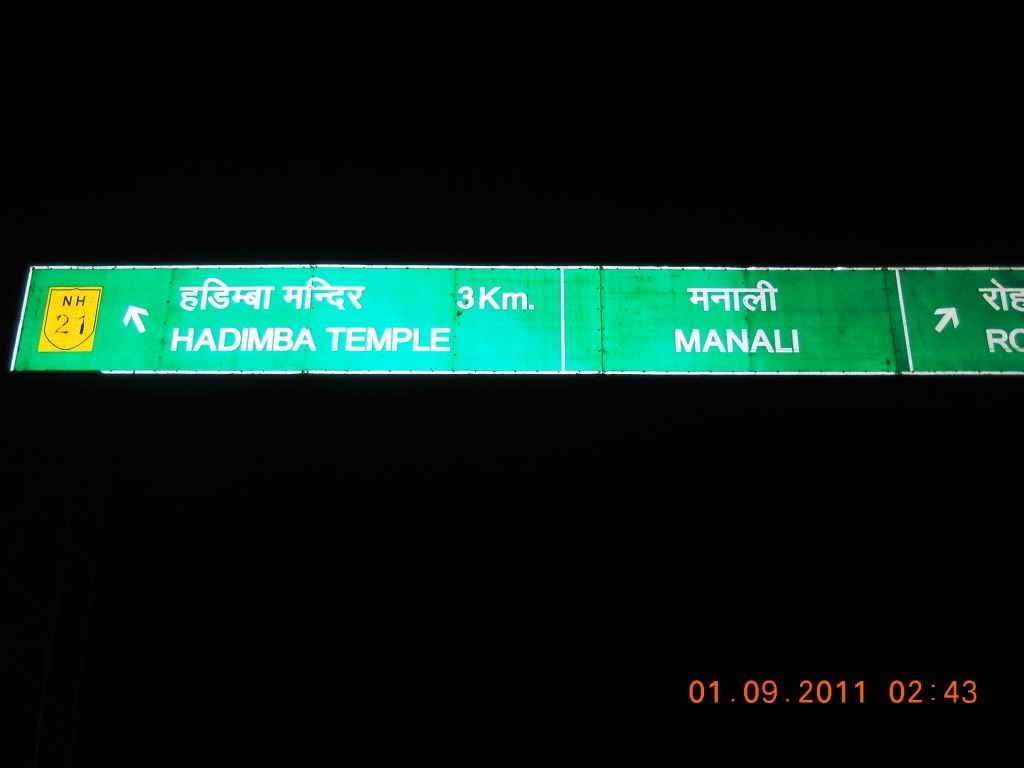 NH
21
हडिम्बा मन्दिर 3Km.
HADIMBA TEMPLE
मनाली
MANALI
01.09.2011 02:43